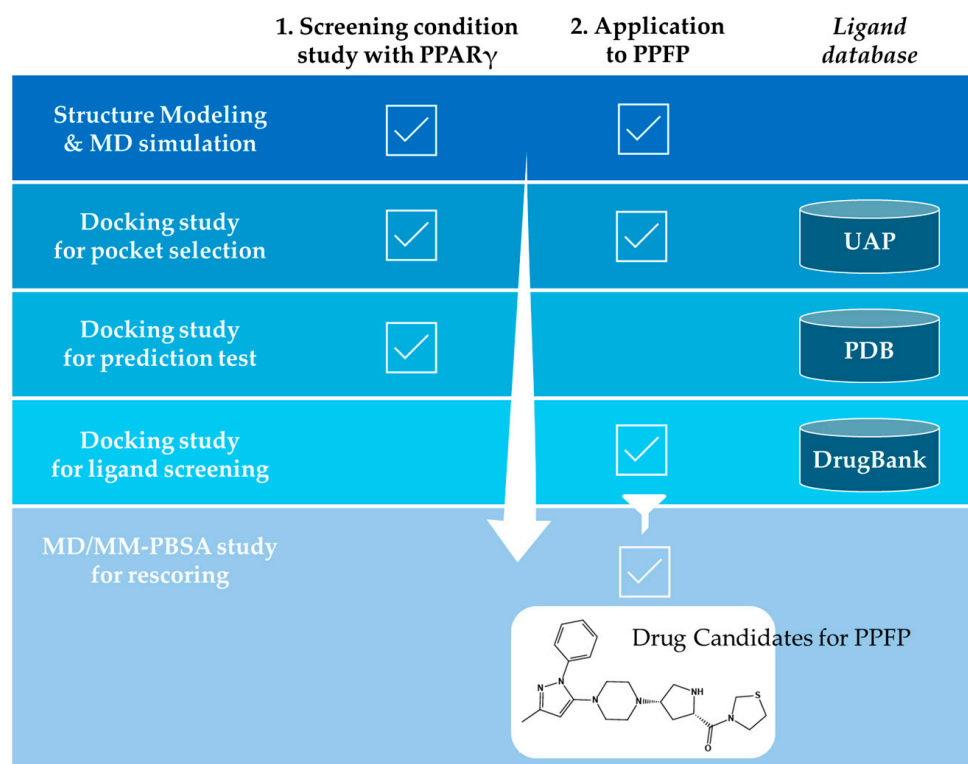 1. Screening condition
study with PPARγ
2. Application
to PPFP
Ligand
database
Structure Modeling
& MD simulation
Docking study
for pocket selection
UAP
Docking study
for prediction test
PDB
Docking study
for ligand screening
DrugBank
MD/MM-PBSA study
for rescoring
Drug Candidates for PPFP
N
N
N
N
NH
N
O
S